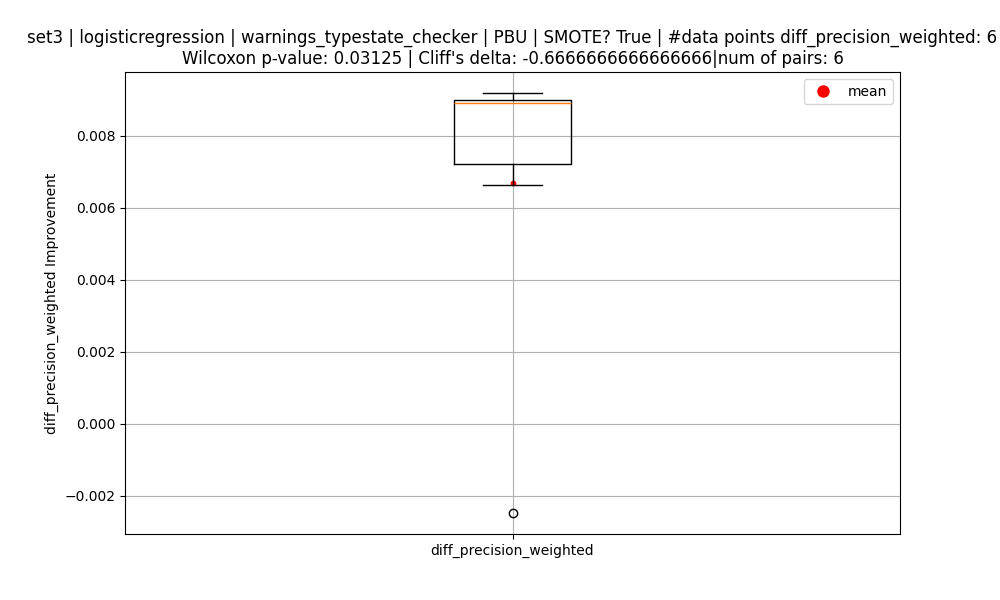 set3 | logisticregression | warnings_typestate_checker | PBU | SMOTE? True | #data points diff_precision_weighted: 6
Wilcoxon p-value: 0.03125 | Cliff's delta: -0.6666666666666666|num of pairs: 6
mean
0.008
0.006
0.004
0.002
0.000
−0.002
diff_precision_weighted Improvement
diff_precision_weighted